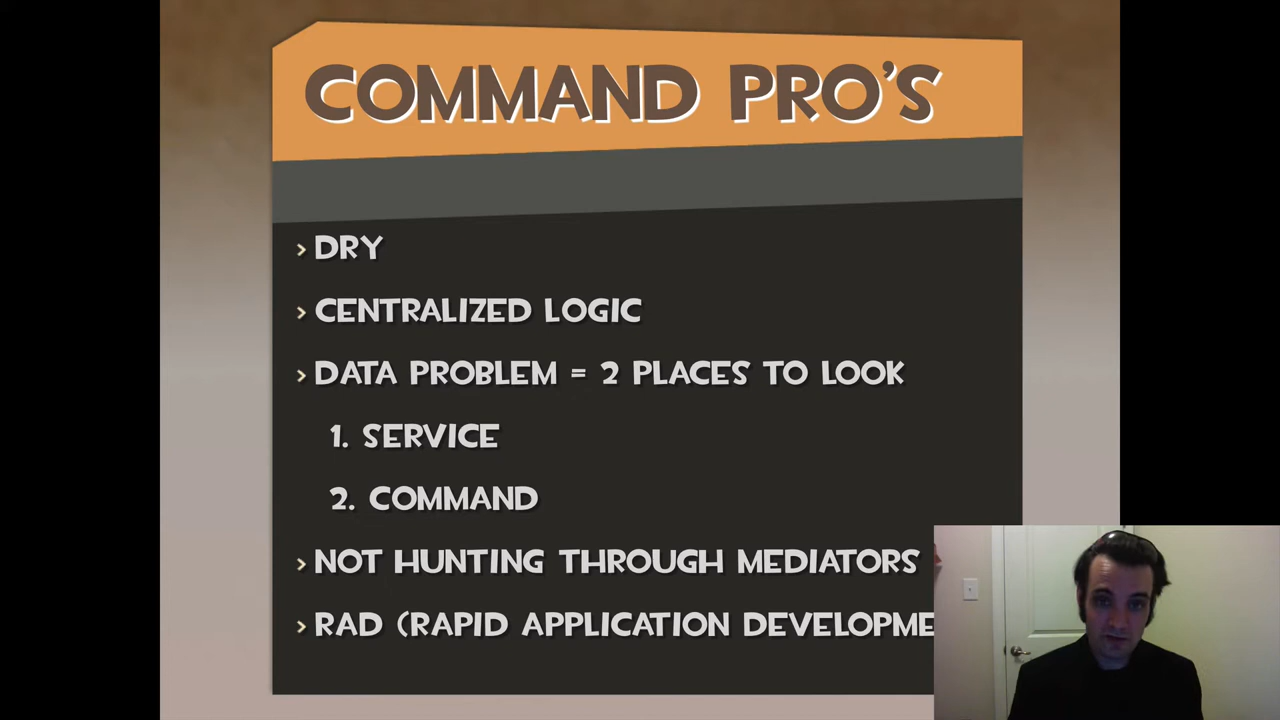 COMMAND PRO'S
> DRY
> CENTRALIZED LOGIC
> DATA PROBLEM = 2 PLACES TO LOOK
1. SERVICE
2. COMMAND
> NOT HUNTING THROUGH MEDIATORS
> RAD (RAPID APPLICATION DEVELOPME